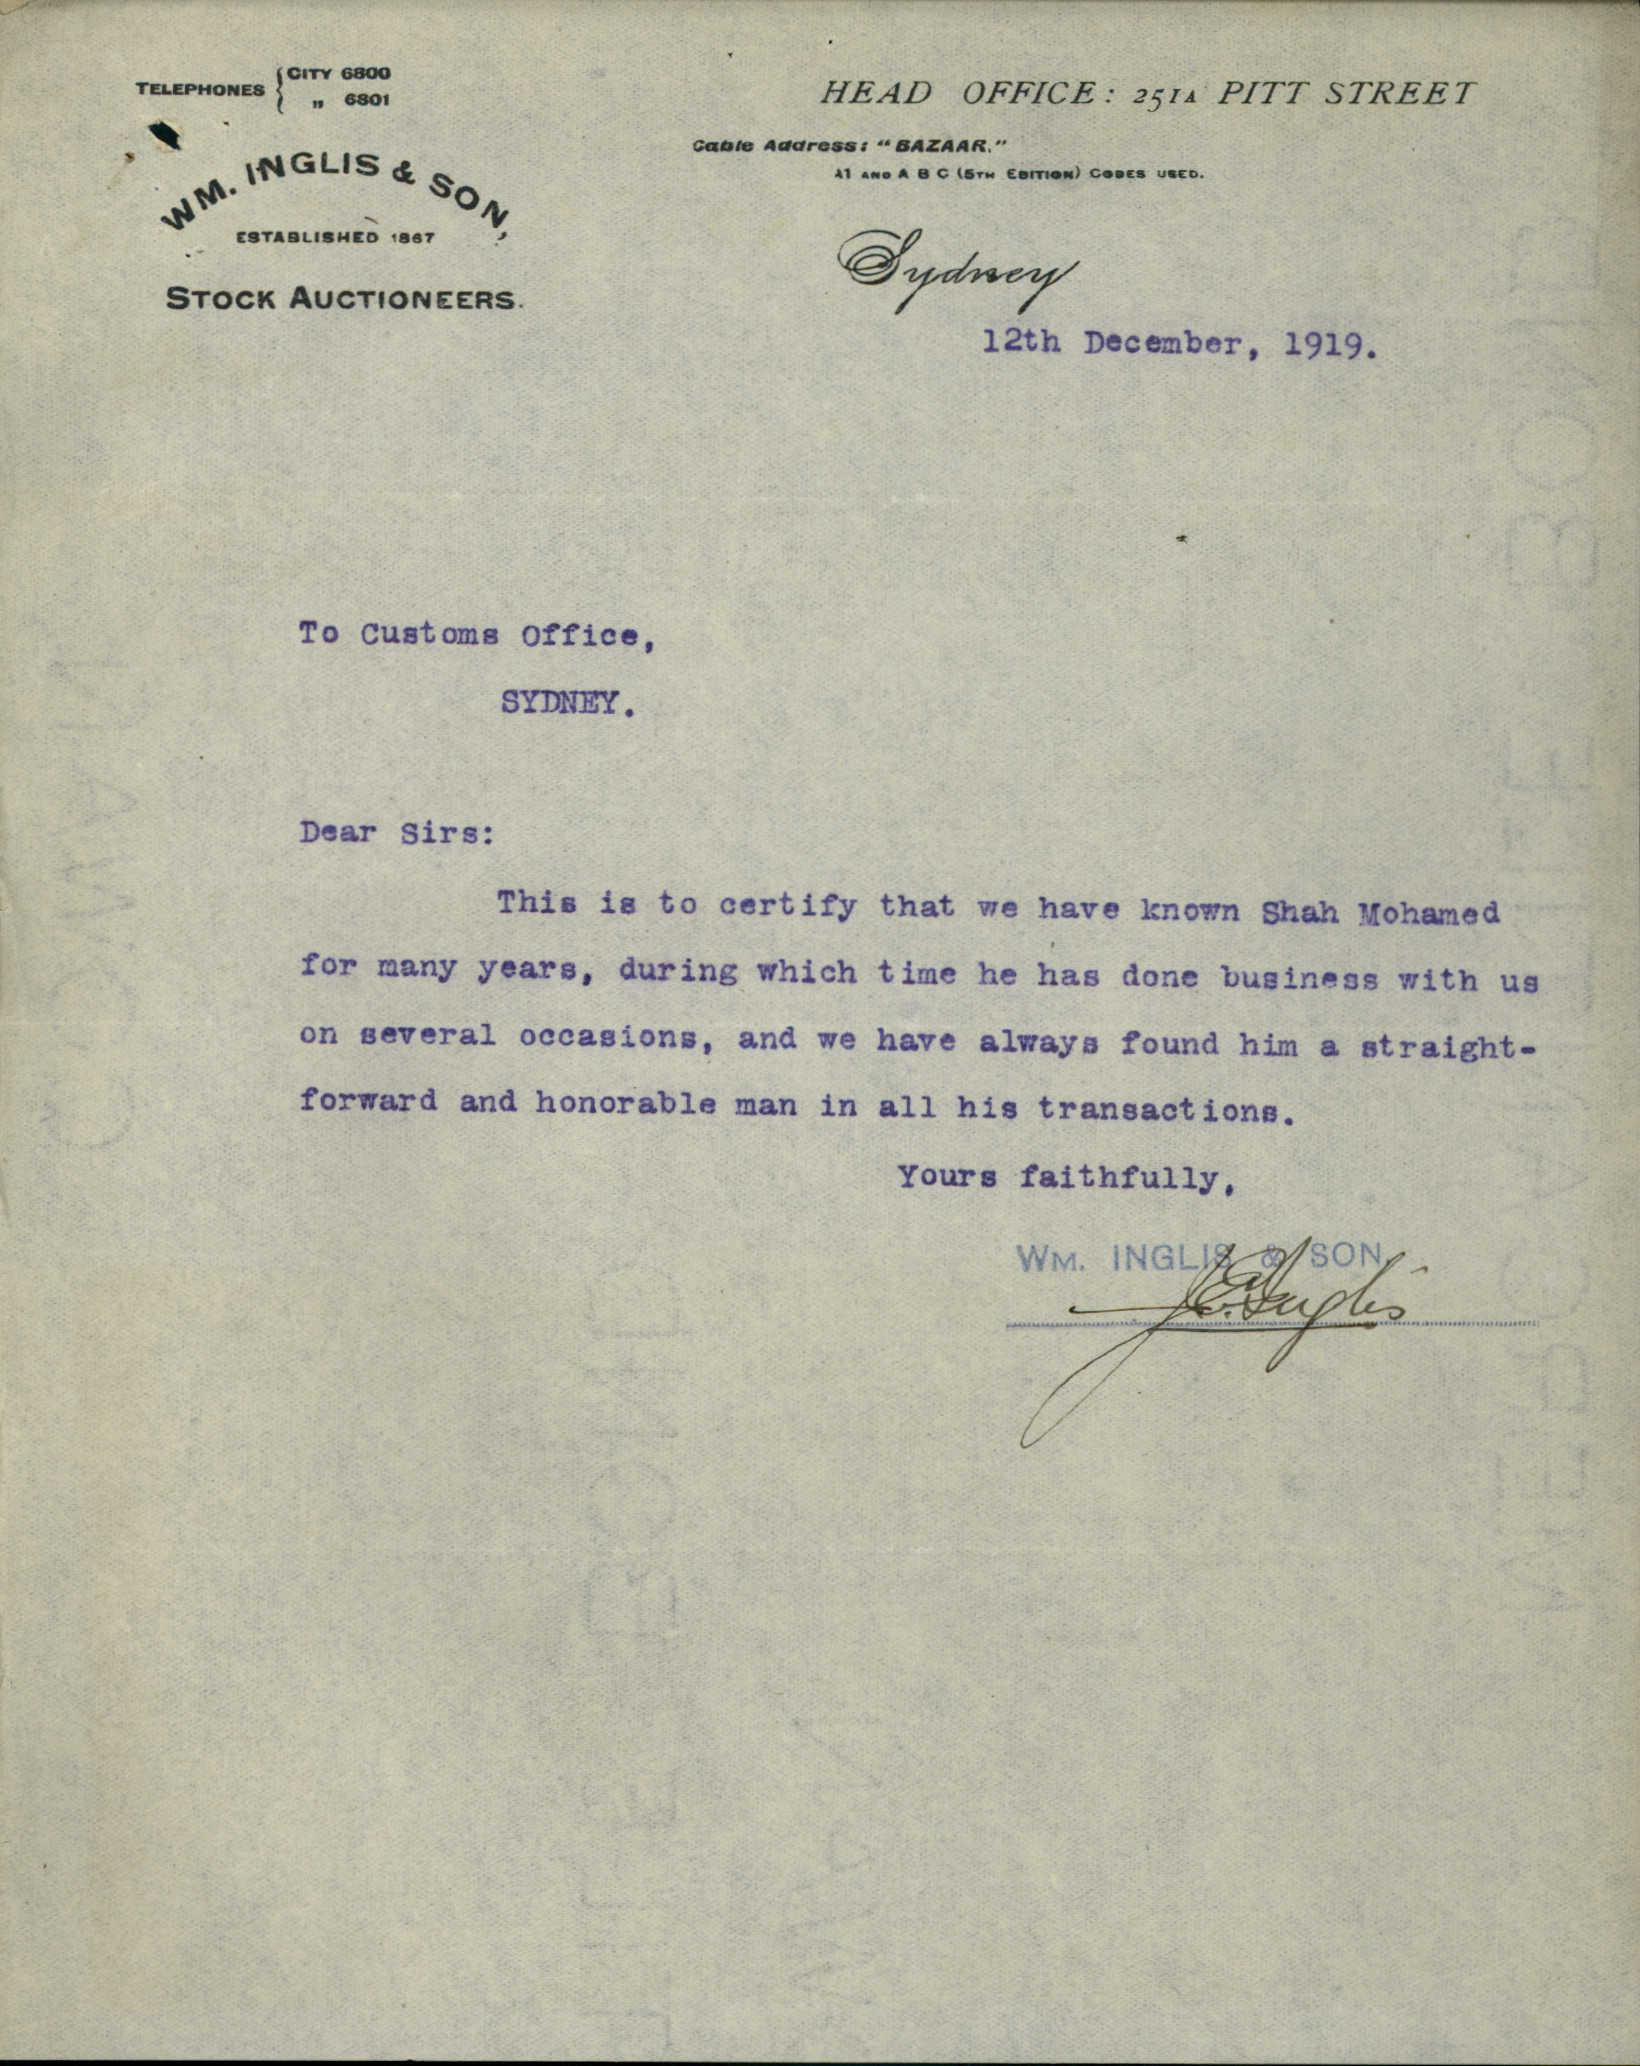 TELEPHONES { CITY 6800
" 6801
WM. INGLIS & SON,
ESTABLISHED 1867
STOCK AUCTIONEERS.
HEAD OFFICE: 251A PITT STREET
Cable Address: "BAZAAR."
A1 AND A B C (5TH EDITION) CODES USED.
Sydney
12th December, 1919.
To Customs Office,
SYDNEY.
Dear Sirs:
This is to certify that we have known Shah Mohamed
for many years, during which time he has done business with us
on several occasions, and we have always found him a straight-
forward and honorable man in all his transactions.
Yours faithfully,
WM. INGLIS & SON,
Inglis